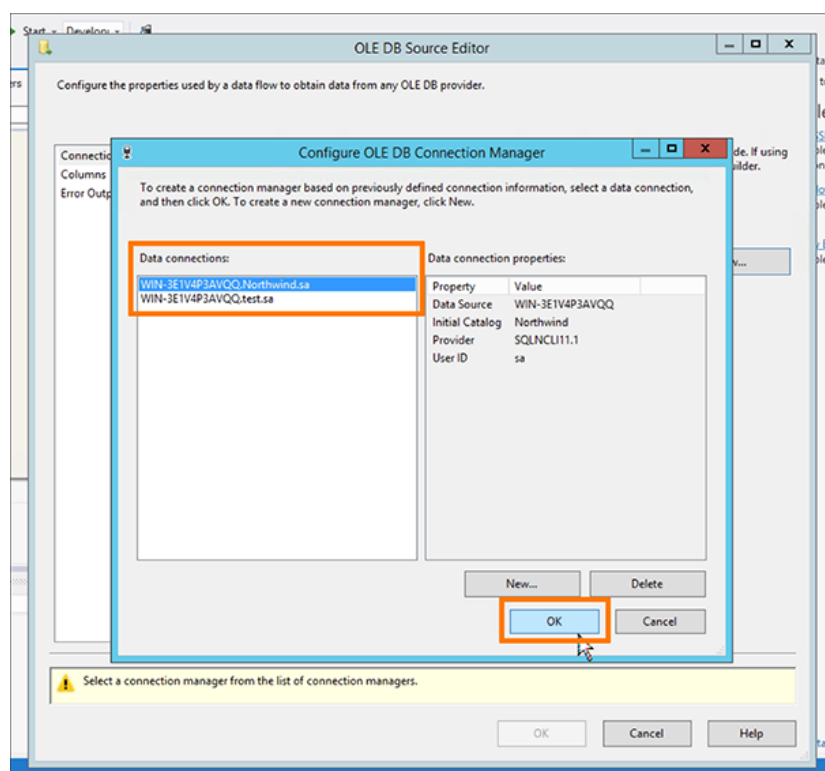 Start
OLE DB Source Editor
Configure the properties used by a data flow to obtain data from any OLE DB provider.
Configure OLE DB Connection Manager
Columns
de. If using
To create a connection manager based on previously defined connection information, select a data connection,
and then click OK. To create a new connection manager, click New.
Data connections:
Data connection properties:
WIN-3E1V4P3AVQQ.Northwind.sa
WIN-3E1V4P3AVQQ.test.sa
Property Value
Data Source WIN-3E1V4P3AVQQ
Initial Catalog Northwind
Provider SQLNCLI11.1
User ID sa
New... Delete
OK Cancel
Select a connection manager from the list of connection managers.
OK Cancel Help